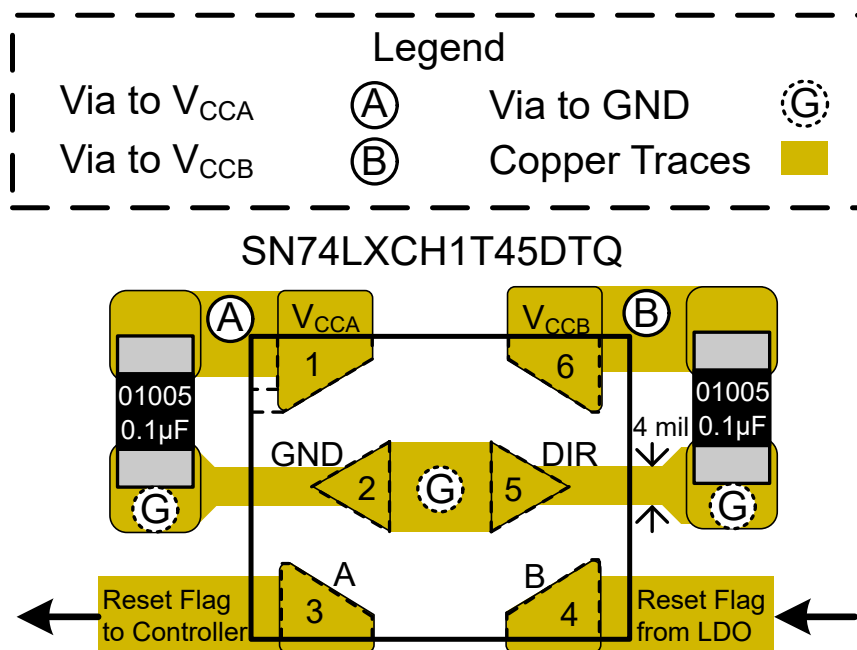 Legend
Via to VCCA A Via to GND G
Via to VCCB B Copper Traces
SN74LXCH1T45DTQ
A B
VCCA VCCB
1 6
01005 01005
0.1µF 0.1µF
4 mil
GND DIR
2 G 5
G G
A B
3 4
Reset Flag Reset Flag
to Controller from LDO